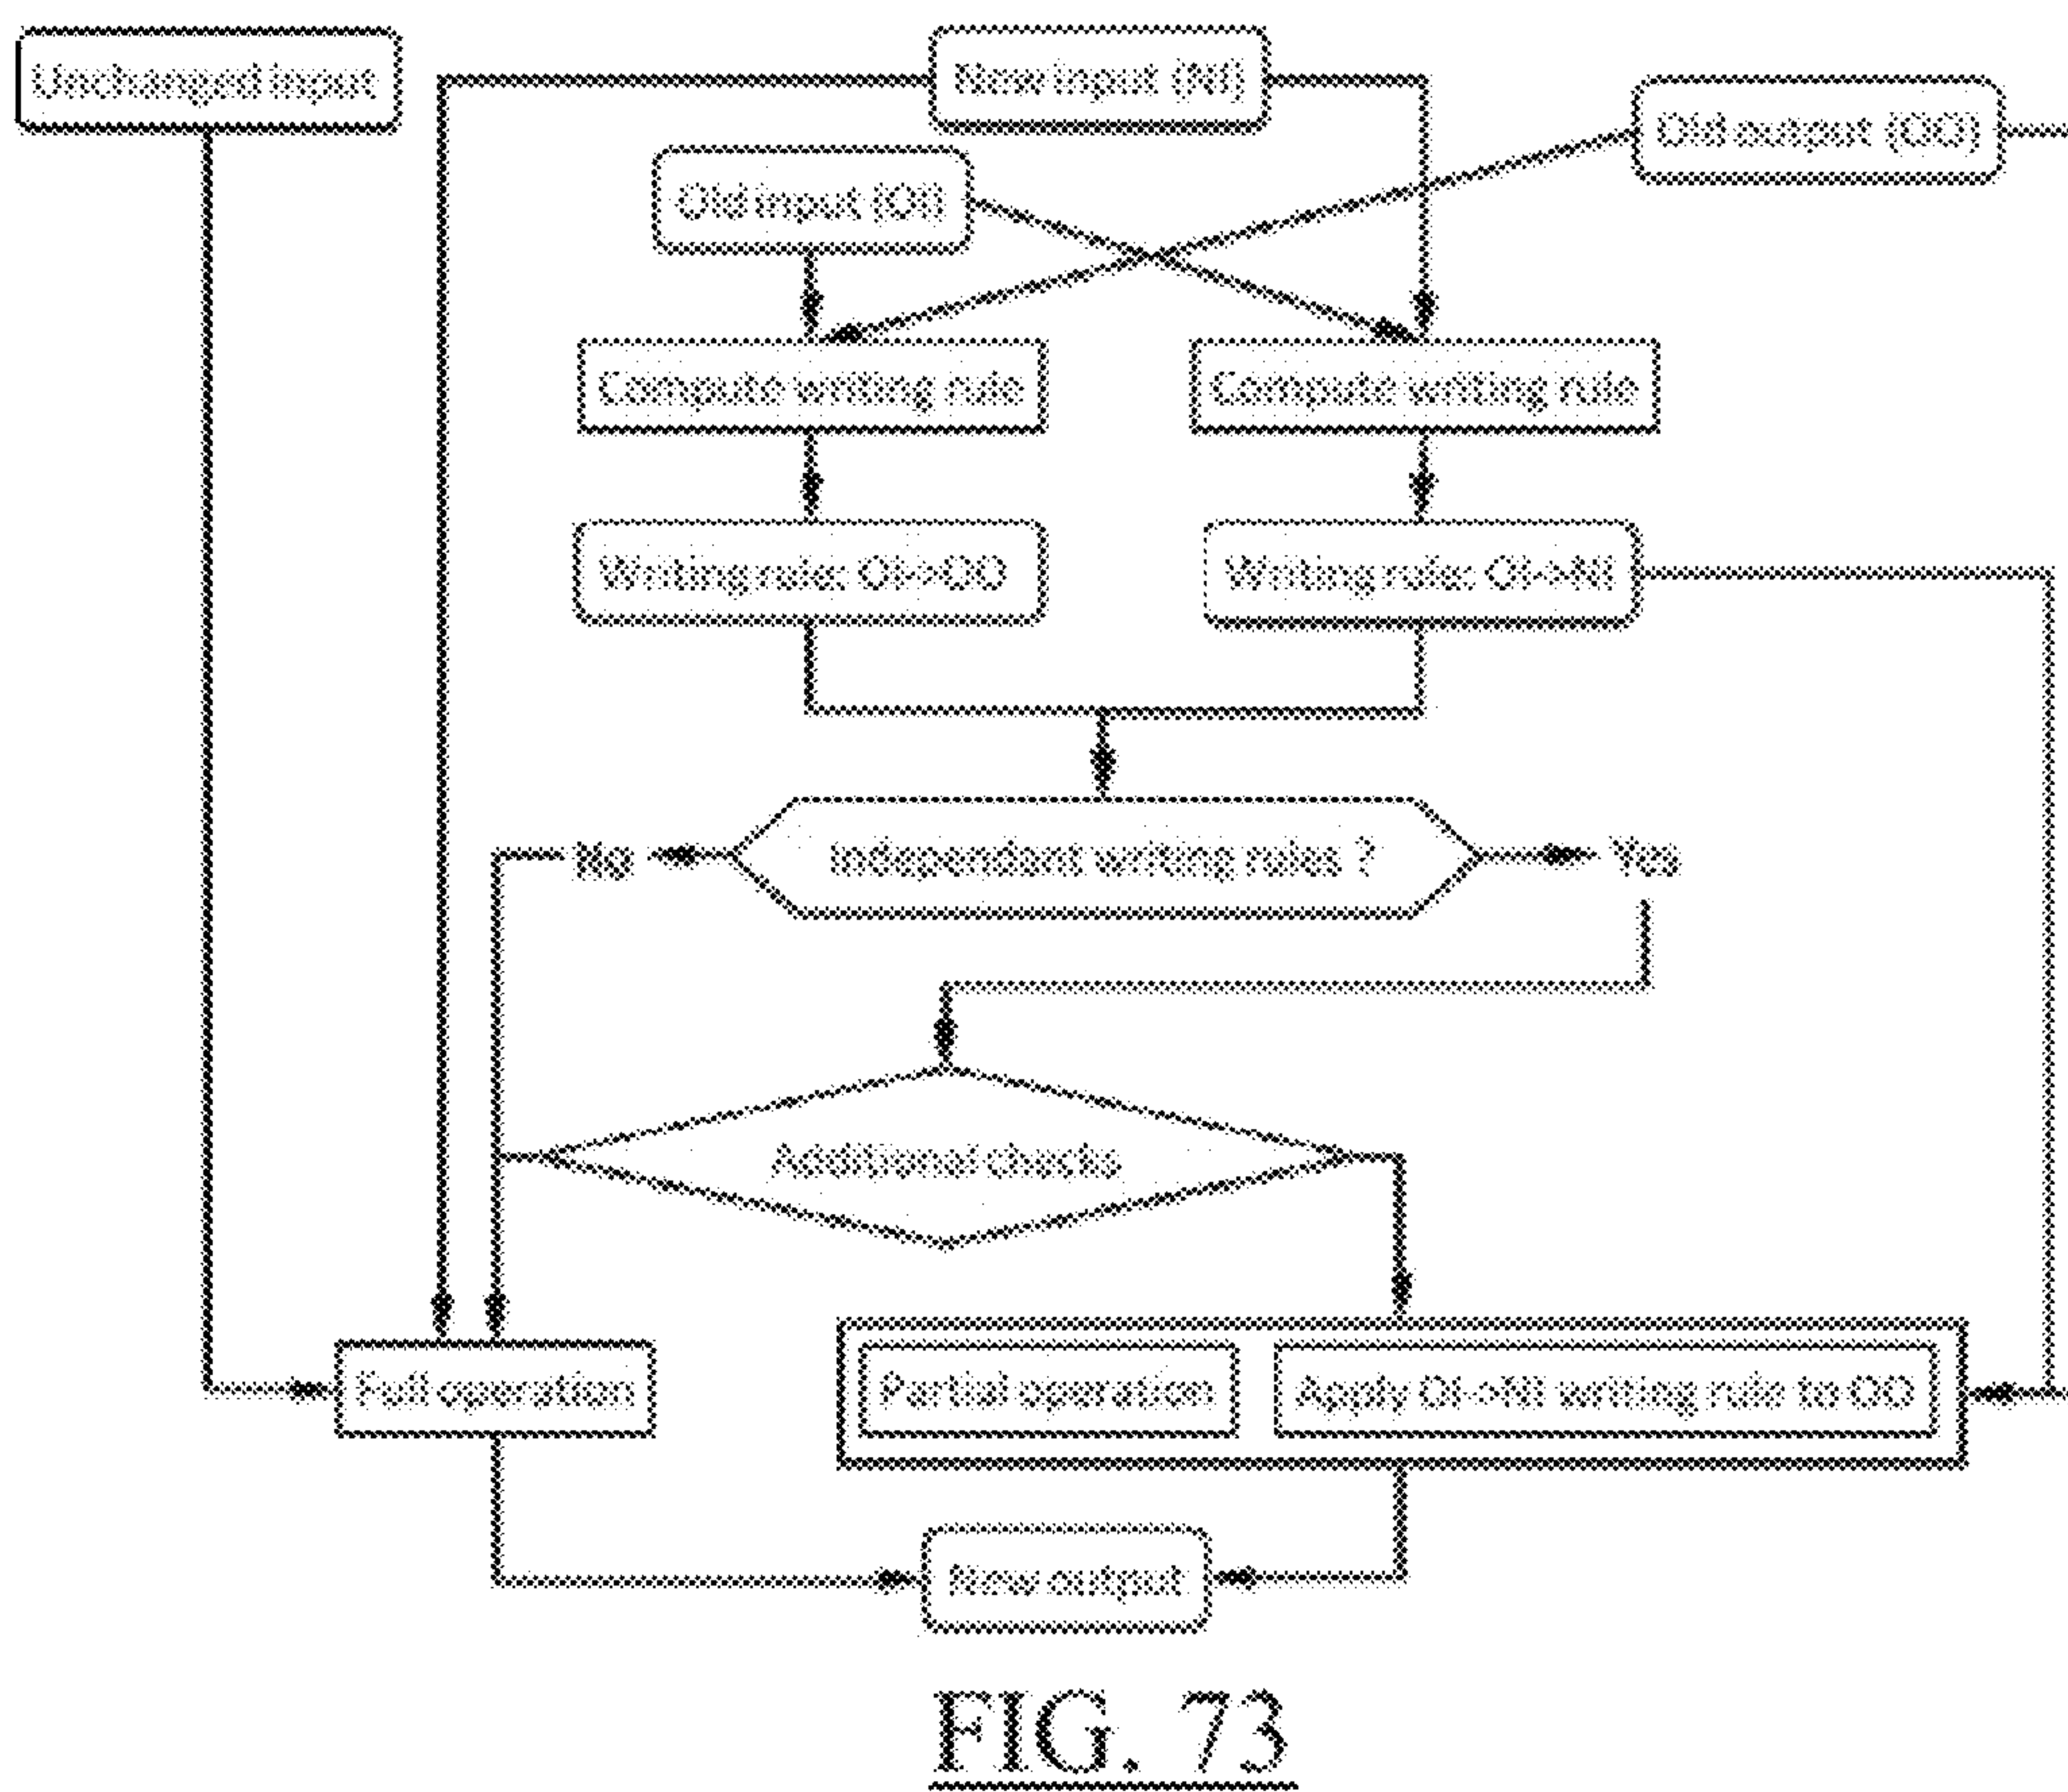 Unchanged input
New input (NI)
Old output (OO)
Old input (OI)
Compute writing rule
Compute writing rule
Writing rule: OI->OO
Writing rule: OI->NI
No
Independant writing rules ?
Yes
Additional checks
Full operation
Partial operation
Apply OI->NI writing rule to OO
New output
FIG. 73